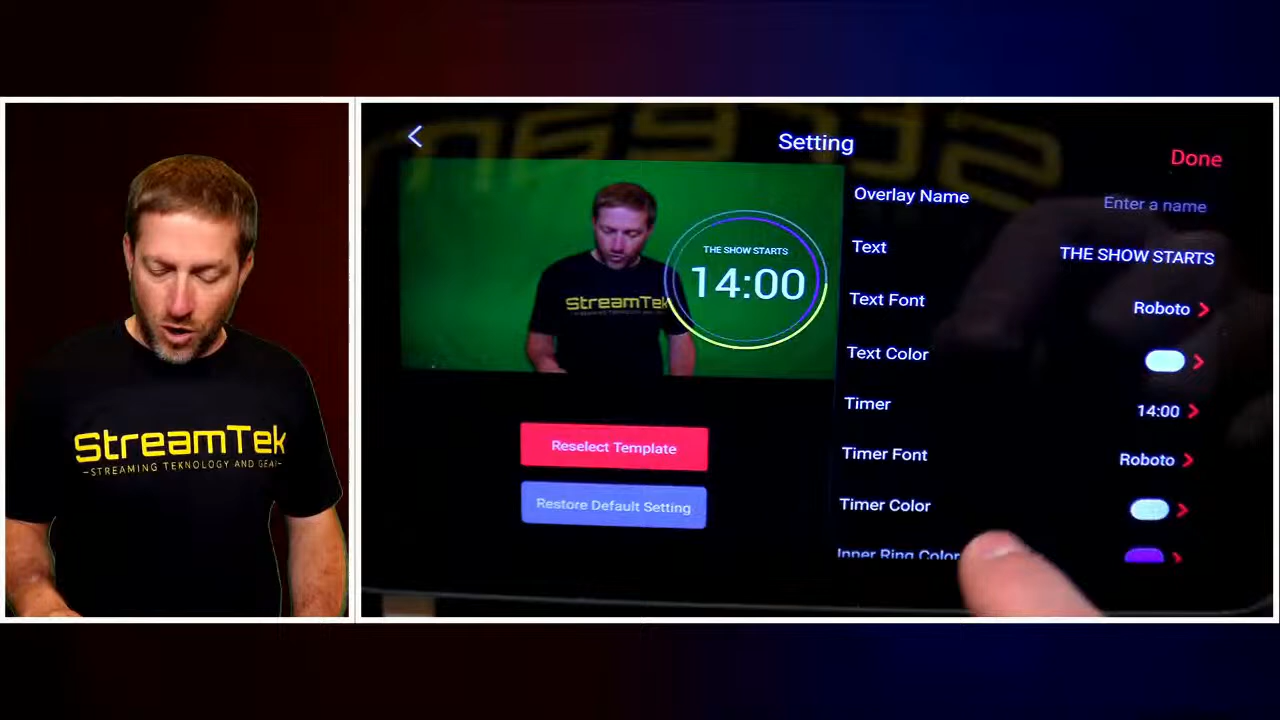 StreamTek
-STREAMING TEKNOLOGY AND GEAR-
Setting
Done
THE SHOW STARTS
14:00
StreamTek
Reselect Template
Restore Default Setting
Overlay Name
Enter a name
Text
THE SHOW STARTS
Text Font
Roboto
Text Color
Timer
14:00
Timer Font
Roboto
Timer Color
Inner Ring Color